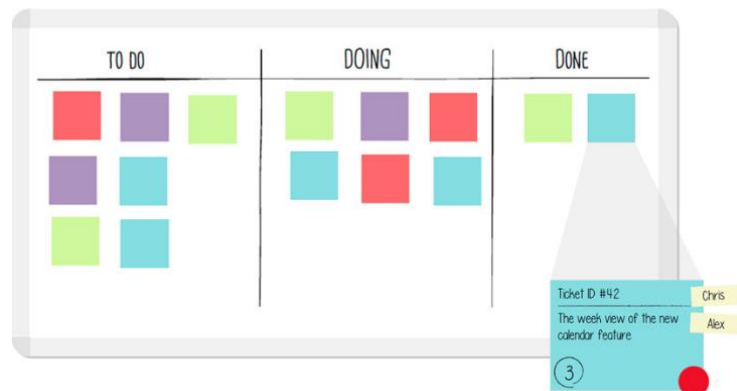 TO DO
DOING
DONE
Ticket ID #42
Chris
The week view of the new
calendar feature
Alex
3